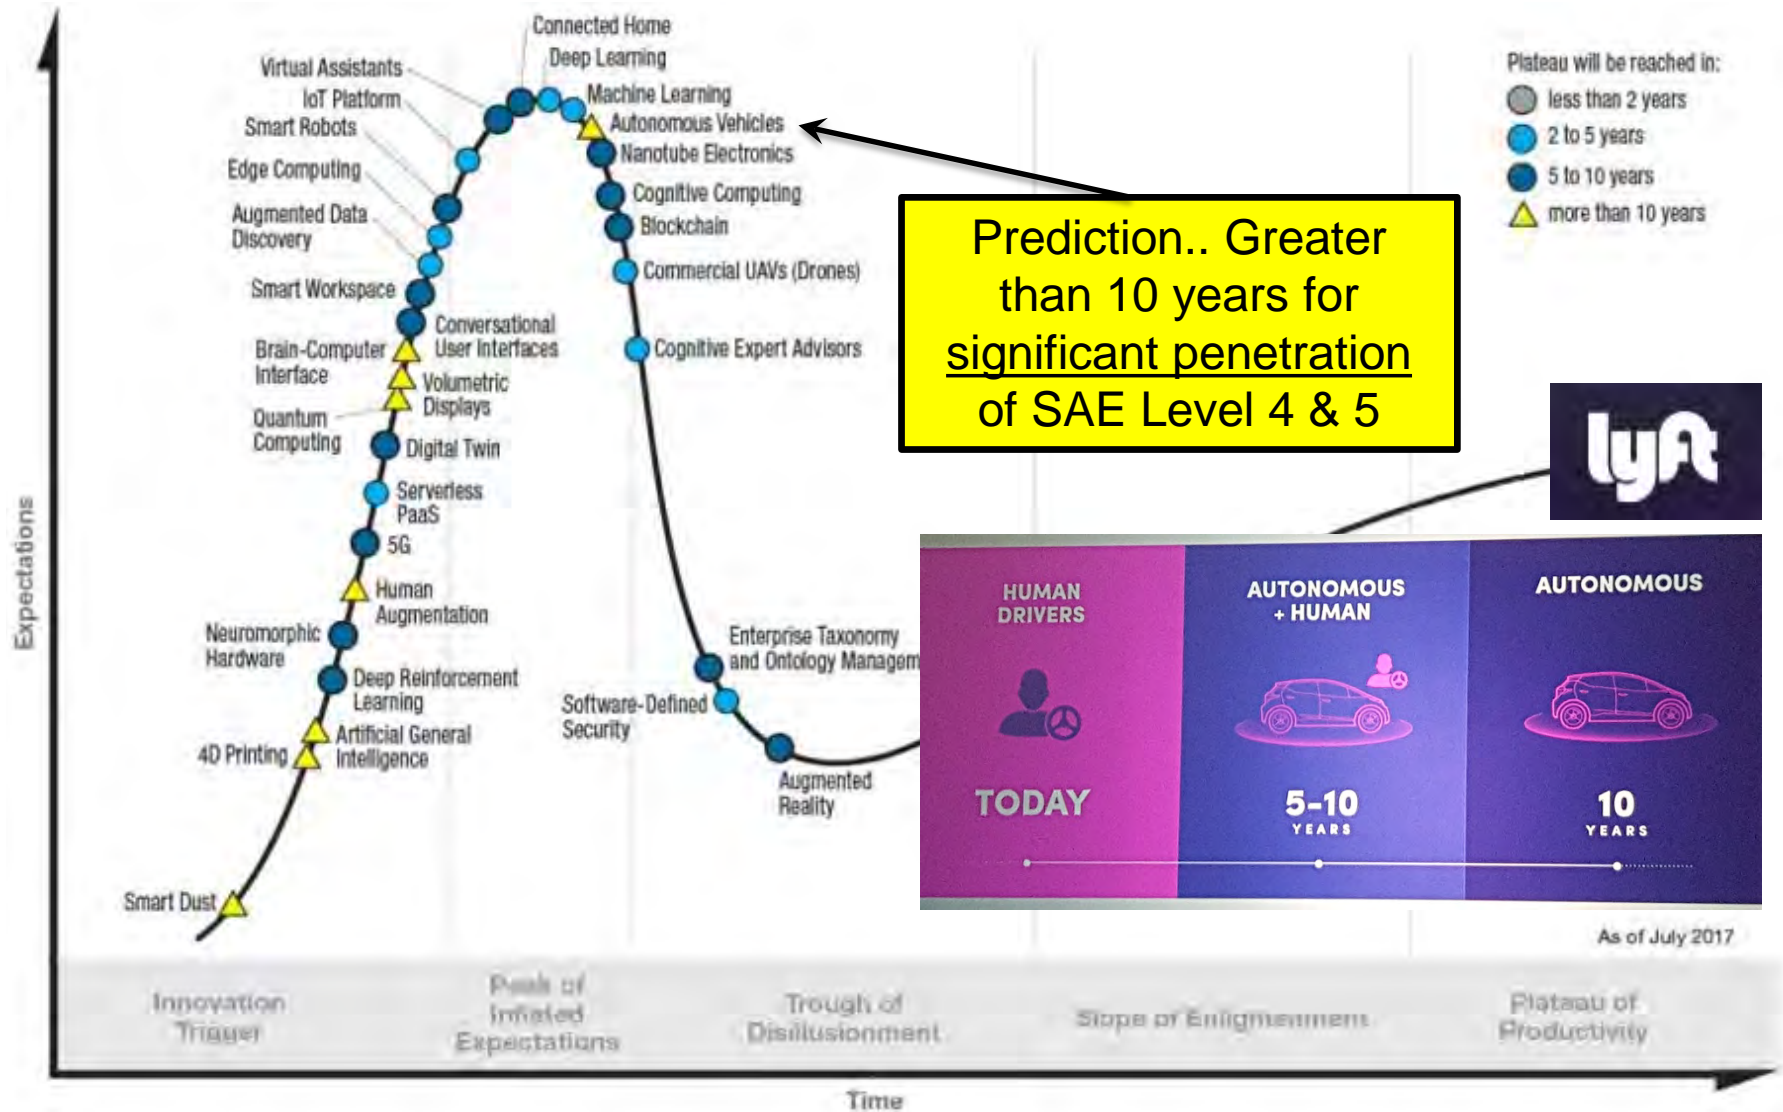 Connected Home
Deep Learning
Virtual Assistants
IoT Platform
Smart Robots
Edge Computing
Augmented Data
Discovery
Smart Workspace
Conversational
User Interfaces
Brain-Computer
Interface
Volumetric
Displays
Quantum
Computing
Digital Twin
Serverless
PaaS
5G
Human
Augmentation
Neuromorphic
Hardware
Deep Reinforcement
Learning
Artificial General
Intelligence
4D Printing
Smart Dust
Machine Learning
Autonomous Vehicles
Nanotube Electronics
Cognitive Computing
Blockchain
Commercial UAVs (Drones)
Cognitive Expert Advisors
Enterprise Taxonomy
and Ontology Managem
Software-Defined
Security
Augmented
Reality
Plateau will be reached in:
less than 2 years
2 to 5 years
5 to 10 years
more than 10 years
Prediction.. Greater
than 10 years for
significant penetration
of SAE Level 4 & 5
lyft
HUMAN
DRIVERS
TODAY
AUTONOMOUS
+ HUMAN
5-10
YEARS
AUTONOMOUS
10
YEARS
As of July 2017
Expectations
Innovation
Trigger
Peak of
Inflated
Expectations
Trough of
Disillusionment
Slope of Enlightenment
Plateau of
Productivity
Time